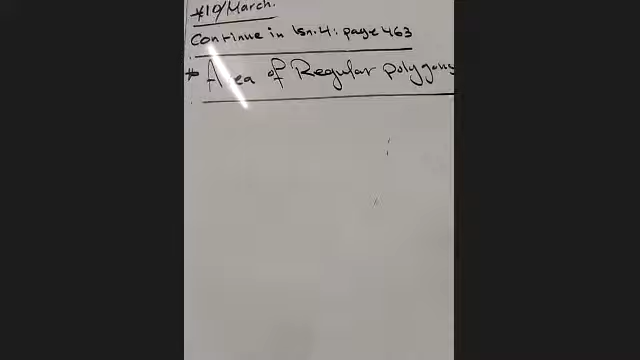 *10/March.
Continue in lsn.4: page 463
* Area of Regular polygons